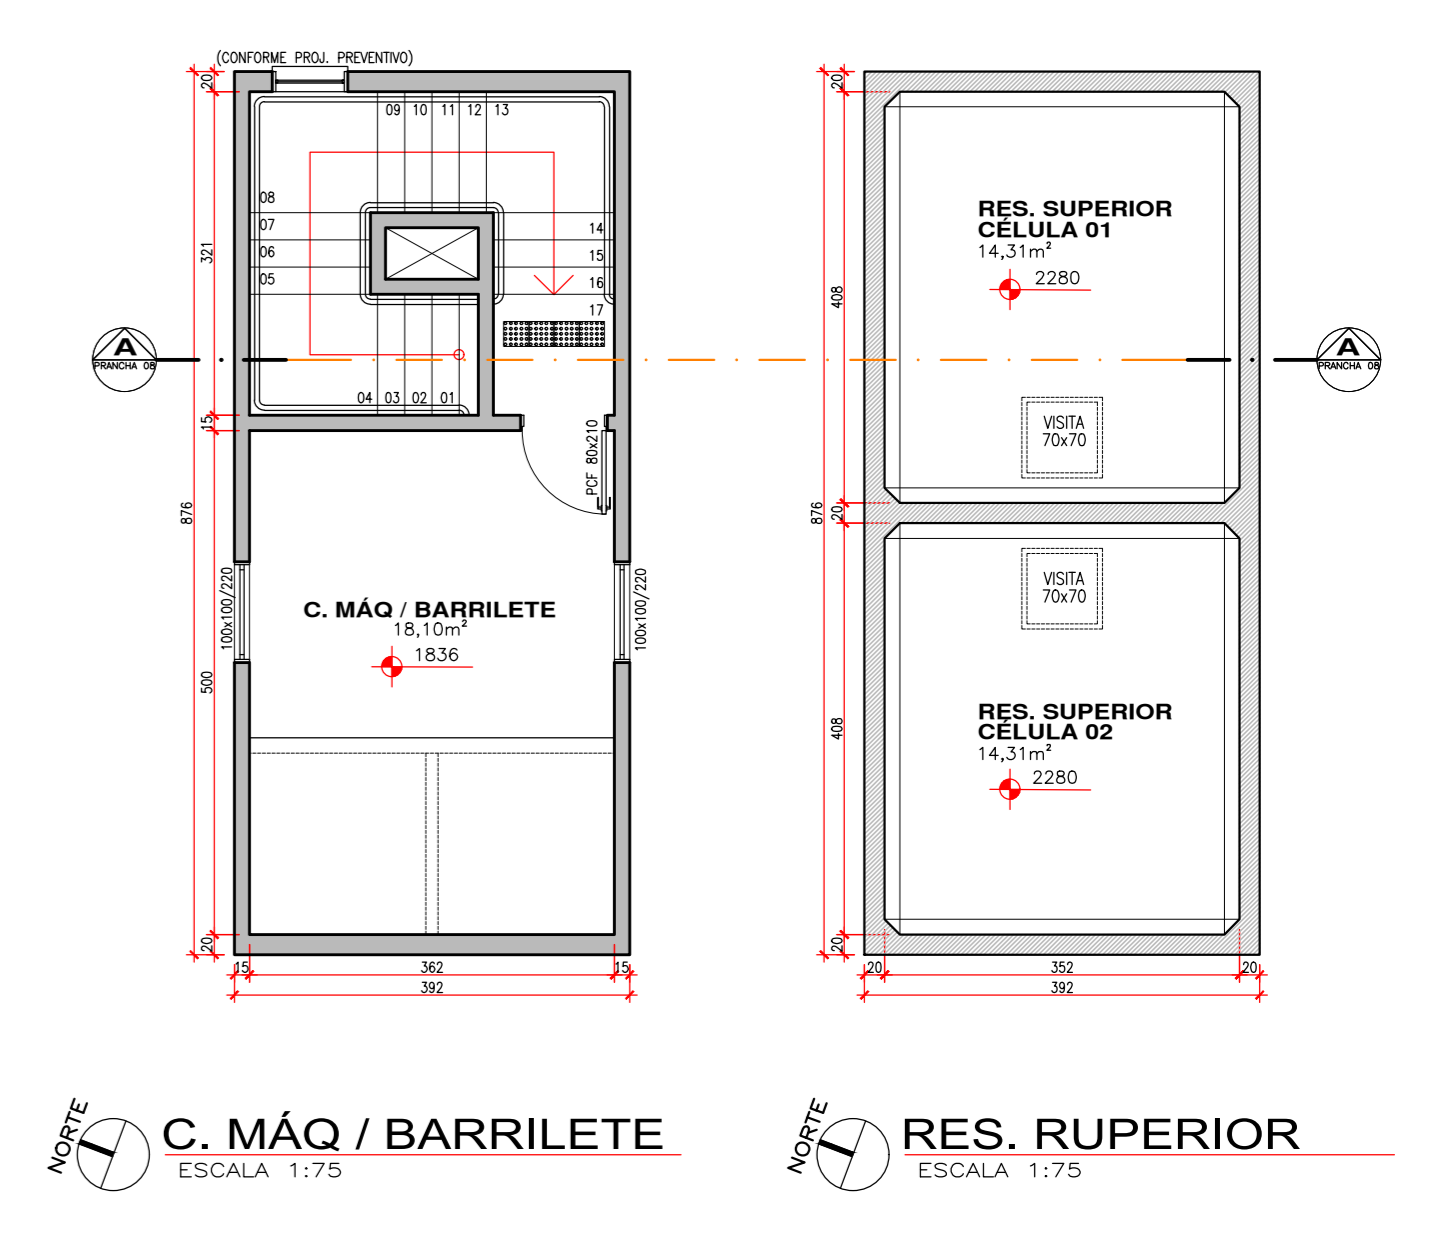 (CONFORME PROJ. PREVENTIVO)
20
09 10 11 12 13
08
07
06
05
14
15
16
17
321
A
PRANCHA 08
04 03 02 01
15
PCF 80x210
876
100x100/220
100x100/220
C. MÁQ / BARRILETE
18,10m²
1836
500
20
15 362 15
392
20
RES. SUPERIOR
CÉLULA 01
14,31m²
2280
408
A
PRANCHA 08
VISITA
70x70
876
20
VISITA
70x70
RES. SUPERIOR
CÉLULA 02
14,31m²
2280
408
20
20 352 20
392
NORTE
C. MÁQ / BARRILETE
ESCALA 1:75
NORTE
RES. RUPERIOR
ESCALA 1:75